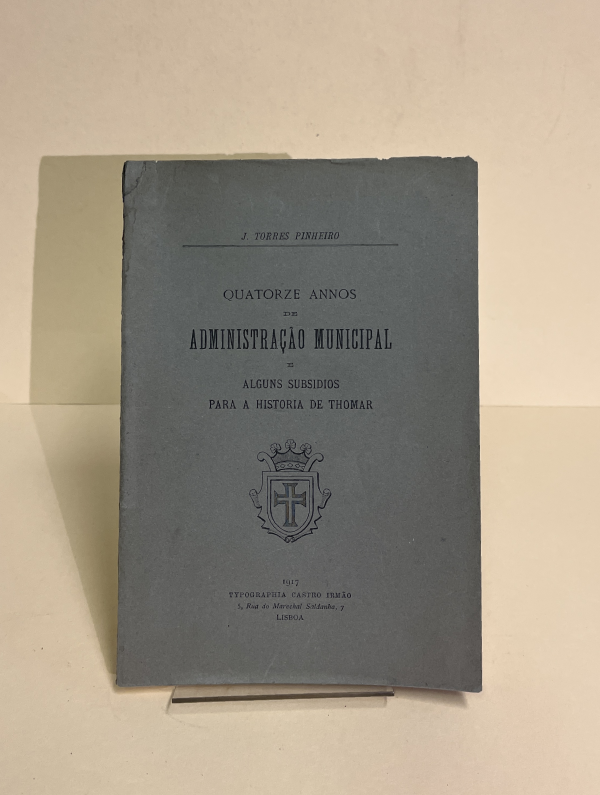 J. TORRES PINHEIRO
QUATORZE ANNOS
DE
ADMINISTRAÇÃO MUNICIPAL
E
ALGUNS SUBSIDIOS
PARA A HISTORIA DE THOMAR
1917
TYPOGRAPHIA CASTRO IRMÃO
5, Rua do Marechal Saldanha, 7
LISBOA